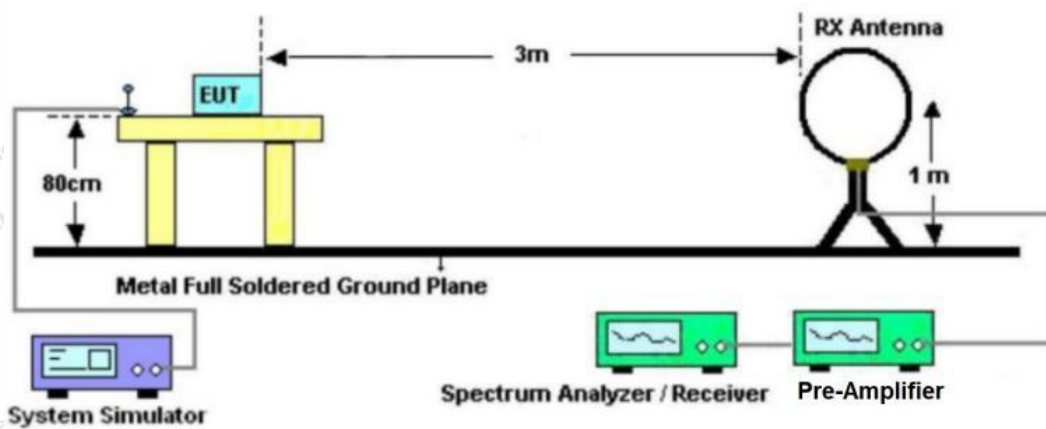 RX Antenna
3m
EUT
80cm
1 m
Metal Full Soldered Ground Plane
System Simulator
Spectrum Analyzer / Receiver
Pre-Amplifier